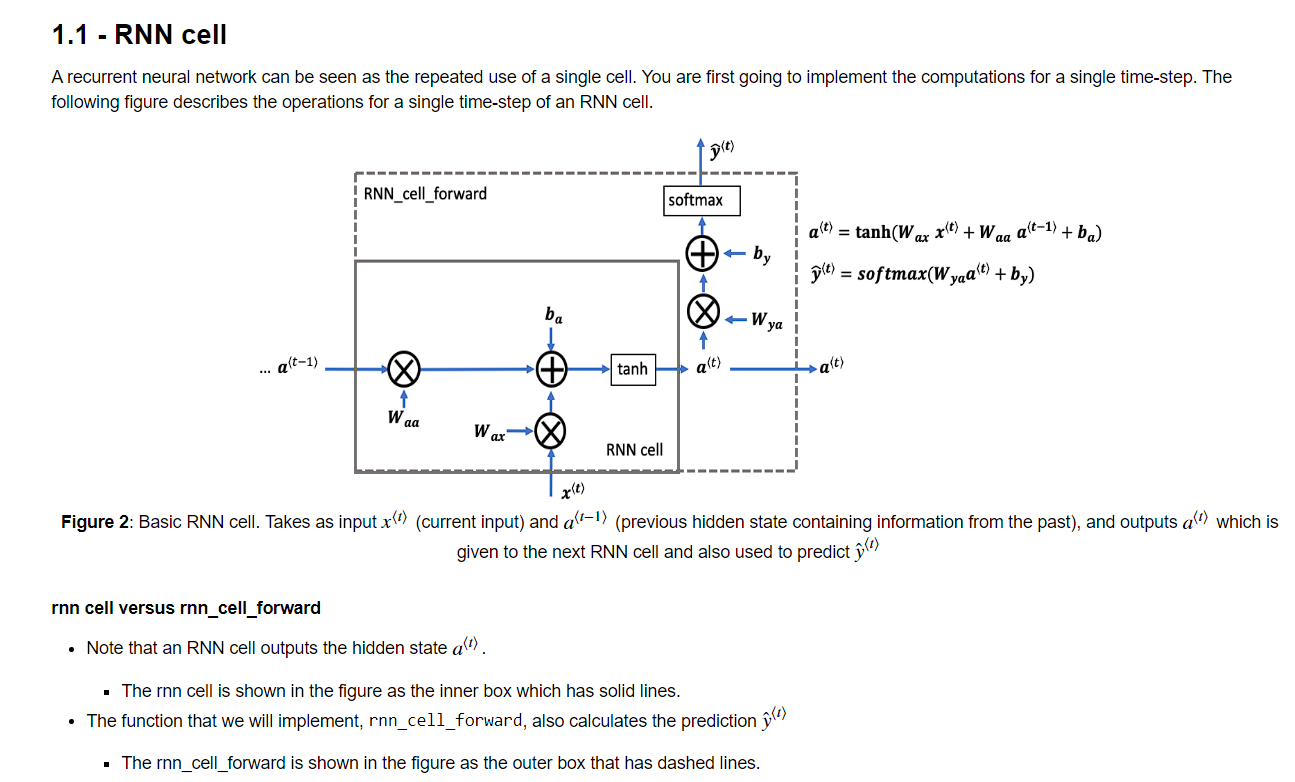 1.1 - RNN cell
A recurrent neural network can be seen as the repeated use of a single cell. You are first going to implement the computations for a single time-step. The
following figure describes the operations for a single time-step of an RNN cell.
ŷ⟨t⟩
RNN_cell_forward
softmax
a⟨t⟩ = tanh(Wax x⟨t⟩ + Waa a⟨t−1⟩ + ba)
by
ŷ⟨t⟩ = softmax(Wyaa⟨t⟩ + by)
ba
Wya
... a⟨t−1⟩
tanh
a⟨t⟩
a⟨t⟩
Waa
Wax
RNN cell
x⟨t⟩
Figure 2: Basic RNN cell. Takes as input x⟨t⟩ (current input) and a⟨t−1⟩ (previous hidden state containing information from the past), and outputs a⟨t⟩ which is
given to the next RNN cell and also used to predict ŷ⟨t⟩
rnn cell versus rnn_cell_forward
• Note that an RNN cell outputs the hidden state a⟨t⟩.
▪ The rnn cell is shown in the figure as the inner box which has solid lines.
• The function that we will implement, rnn_cell_forward, also calculates the prediction ŷ⟨t⟩
▪ The rnn_cell_forward is shown in the figure as the outer box that has dashed lines.